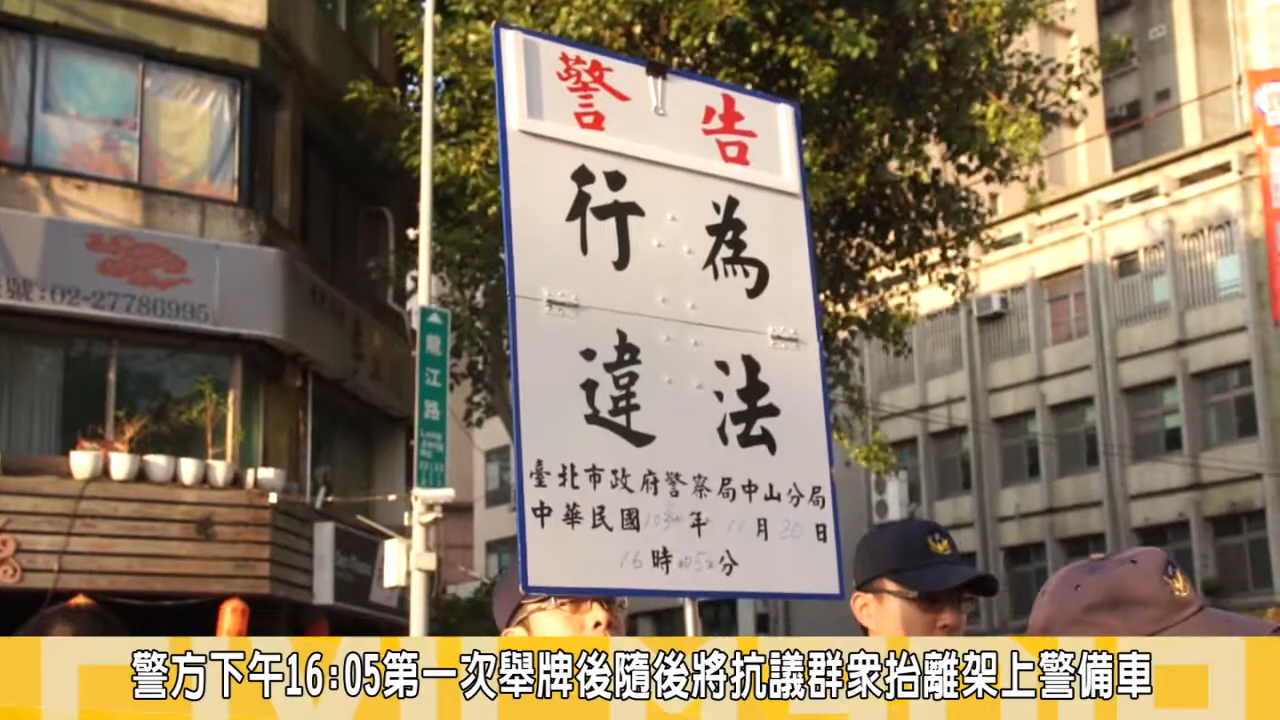 警告
行為
違法
臺北市政府警察局中山分局
中華民國 年11月20日
16時05分
號:02-27786995
龍江路
警方下午16:05第一次舉牌後隨後將抗議群眾抬離架上警備車